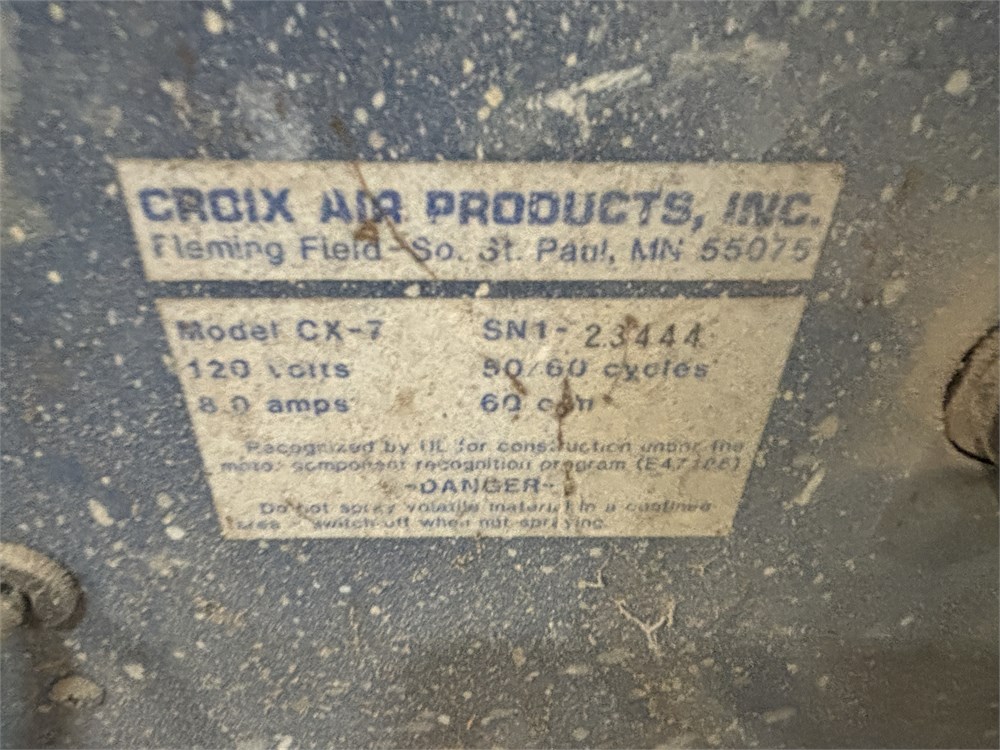 CROIX AIR PRODUCTS, INC.
Fleming Field - So. St. Paul, MN 55075
Model CX-7 SN1- 23444
120 volts 50/60 cycles
8.0 amps 60 cfm
Recognized by UL for construction under the
motor component recognition program
-DANGER-
Do not spray volatile material in a confined
area - switch off when not spraying.